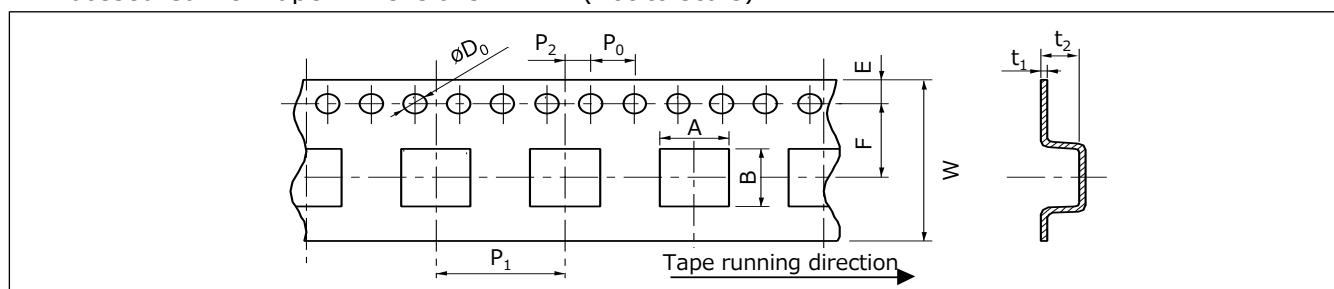 øD₀
P₂
P₀
E
t₁
t₂
A
F
B
W
P₁
Tape running direction